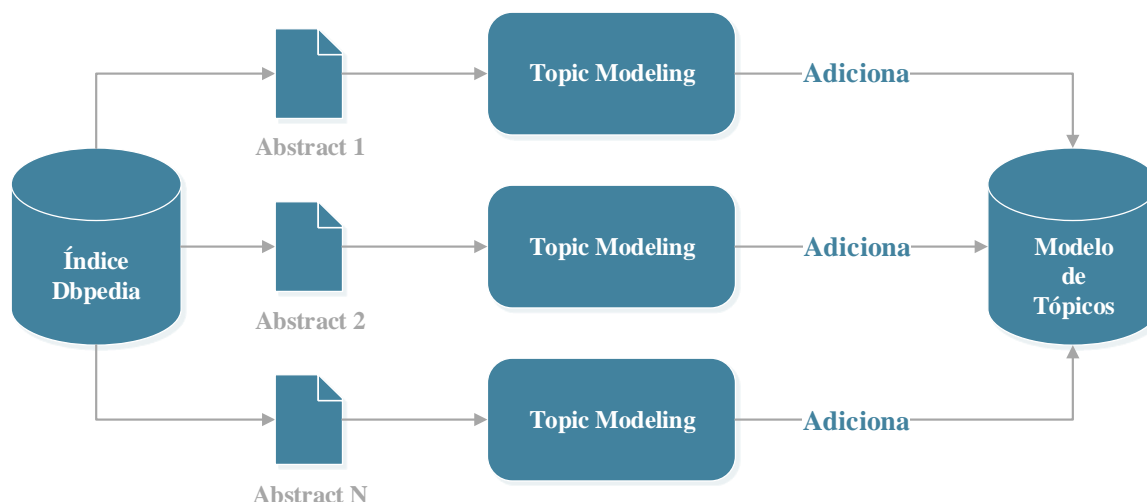 Topic Modeling
Adiciona
Abstract 1
Índice
Dbpedia
Topic Modeling
Adiciona
Modelo
de
Tópicos
Abstract 2
Topic Modeling
Adiciona
Abstract N